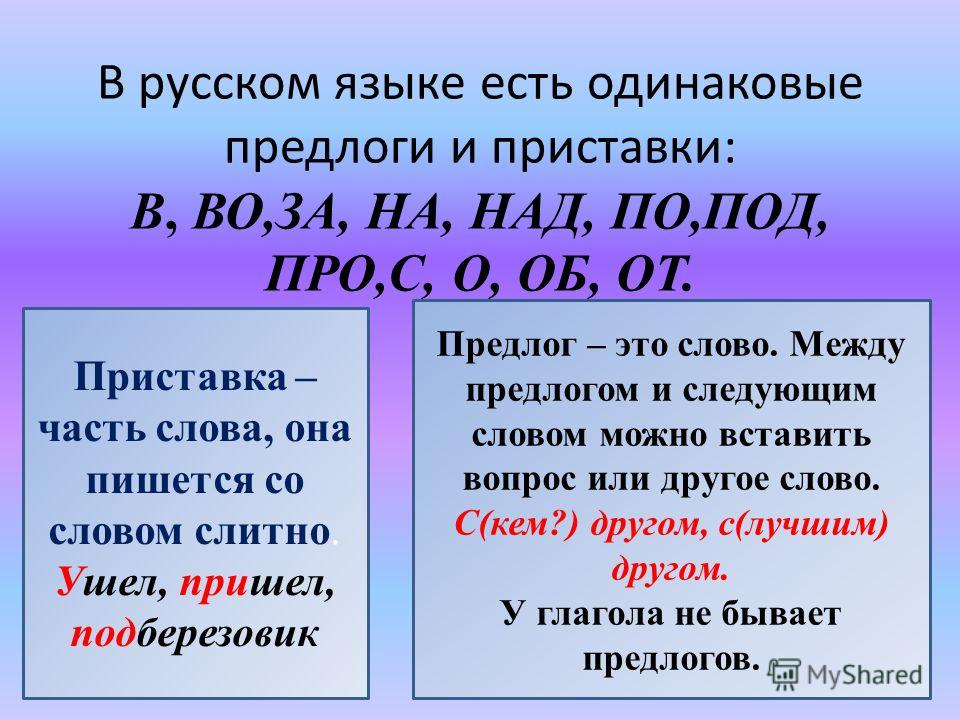 В русском языке есть одинаковые
предлоги и приставки:
В, ВО,ЗА, НА, НАД, ПО,ПОД,
ПРО,С, О, ОБ, ОТ.
Приставка –
часть слова, она
пишется со
словом слитно.
Ушел, пришел,
подберезовик
Предлог – это слово. Между
предлогом и следующим
словом можно вставить
вопрос или другое слово.
С(кем?) другом, с(лучшим)
другом.
У глагола не бывает
предлогов.
MyShared